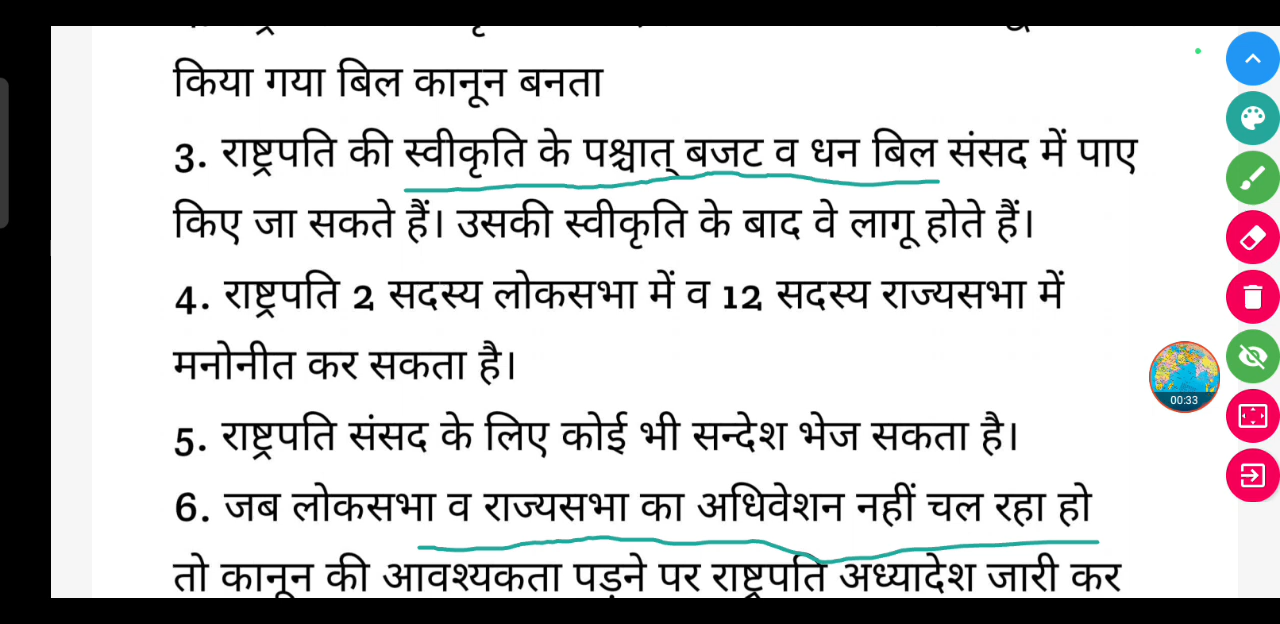 किया गया बिल कानून बनता
3. राष्ट्रपति की स्वीकृति के पश्चात् बजट व धन बिल संसद में पाए
किए जा सकते हैं। उसकी स्वीकृति के बाद वे लागू होते हैं।
4. राष्ट्रपति 2 सदस्य लोकसभा में व 12 सदस्य राज्यसभा में
मनोनीत कर सकता है।
00:33
5. राष्ट्रपति संसद के लिए कोई भी सन्देश भेज सकता है।
6. जब लोकसभा व राज्यसभा का अधिवेशन नहीं चल रहा हो
तो कानून की आवश्यकता पड़ने पर राष्ट्रपति अध्यादेश जारी कर